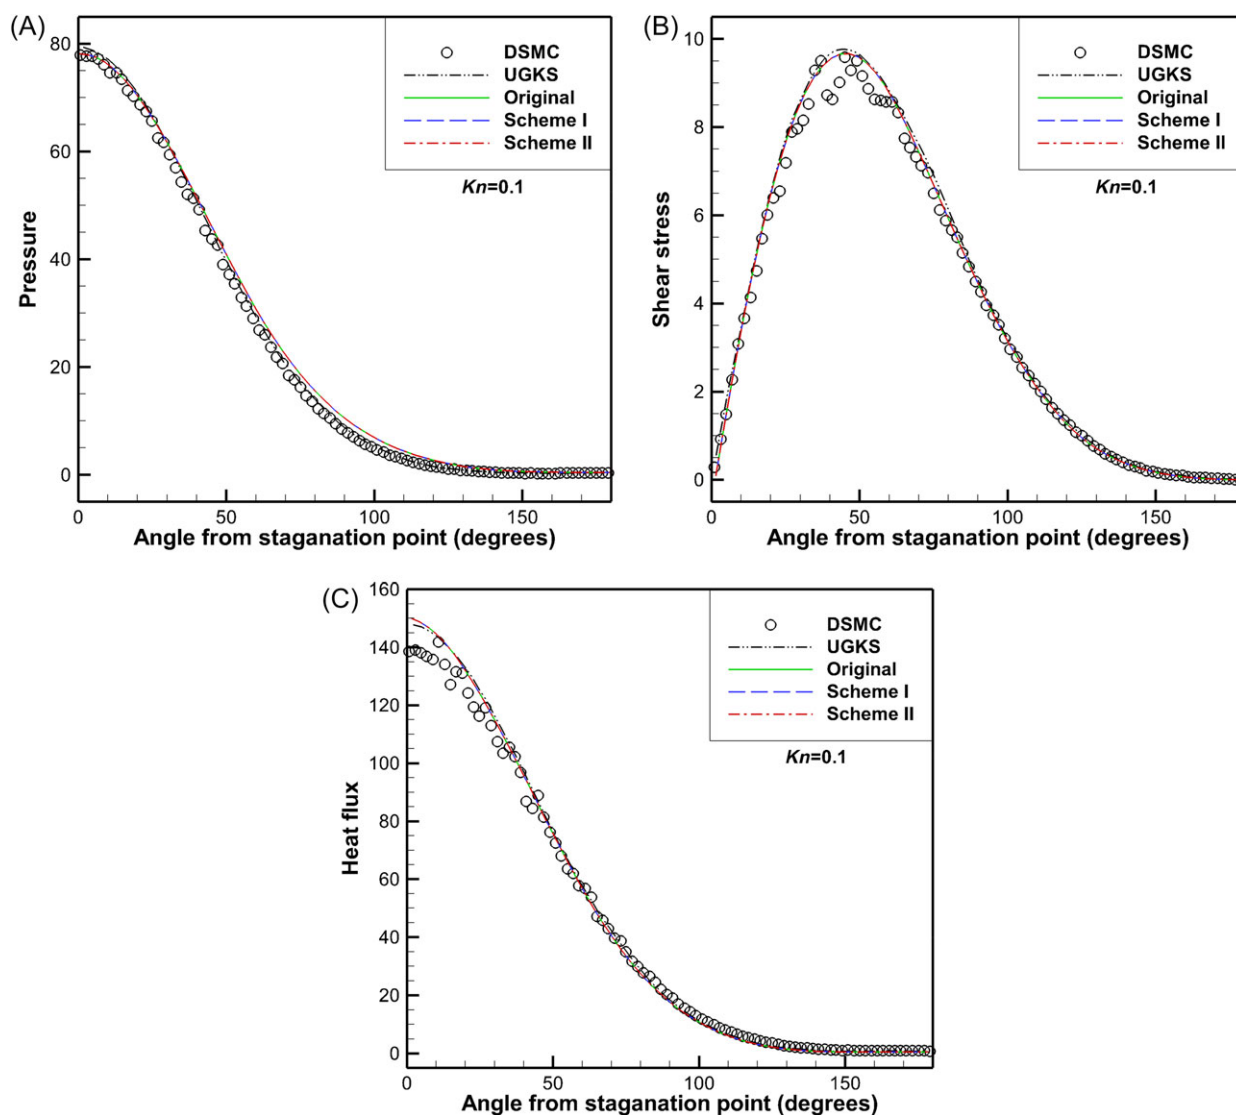 (A)
80
60
40
20
0
Pressure
0
50
100
150
Angle from staganation point (degrees)
DSMC
UGKS
Original
Scheme I
Scheme II
Kn=0.1
(B)
10
8
6
4
2
0
Shear stress
0
50
100
150
Angle from staganation point (degrees)
DSMC
UGKS
Original
Scheme I
Scheme II
Kn=0.1
(C)
160
140
120
100
80
60
40
20
0
Heat flux
0
50
100
150
Angle from staganation point (degrees)
DSMC
UGKS
Original
Scheme I
Scheme II
Kn=0.1